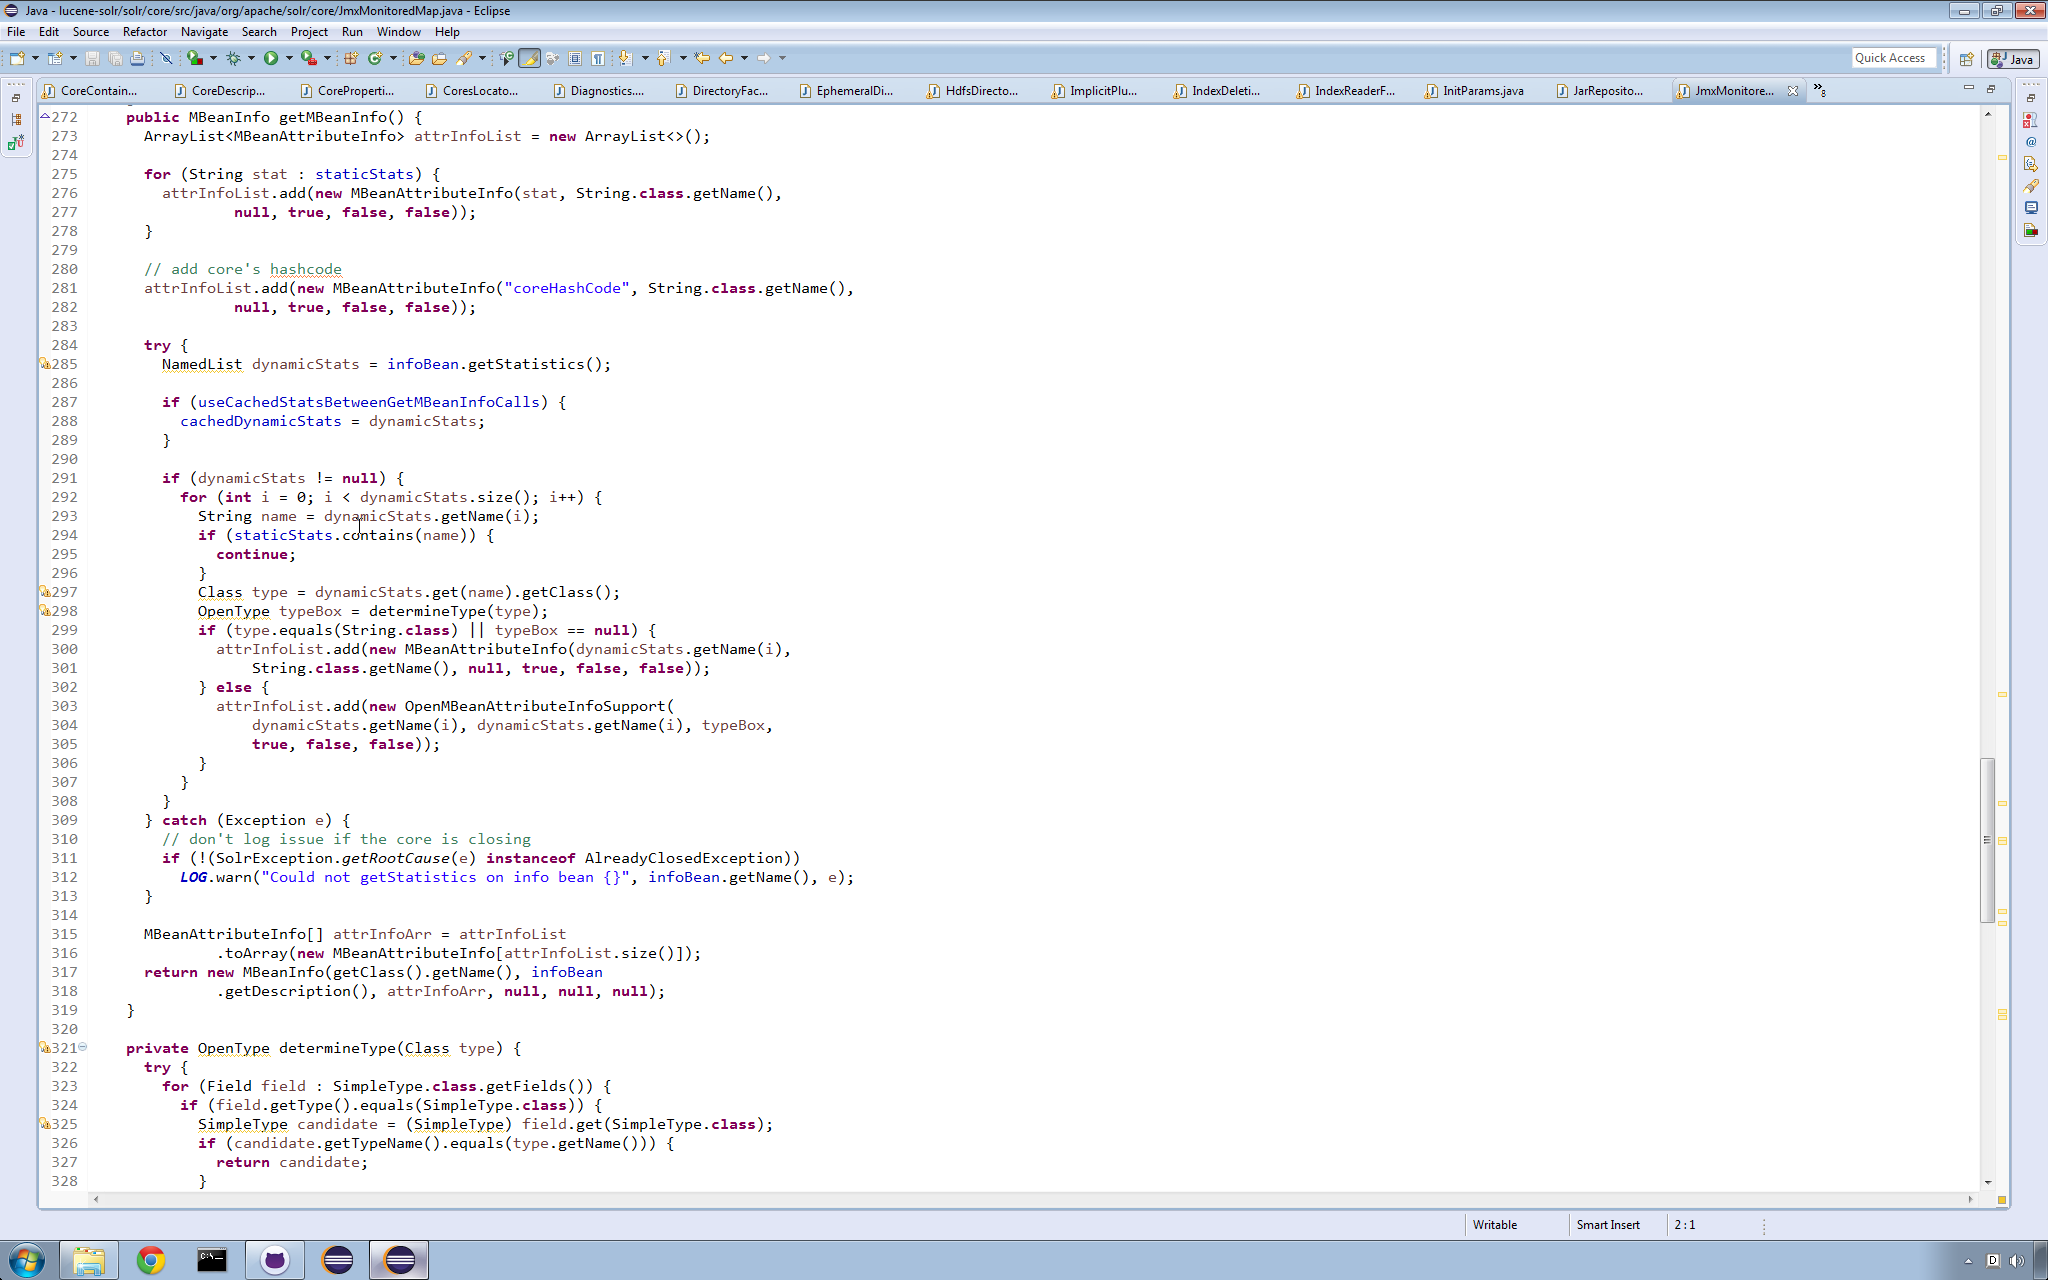 Java - lucene-solr/solr/core/src/java/org/apache/solr/core/JmxMonitoredMap.java - Eclipse
File Edit Source Refactor Navigate Search Project Run Window Help
Quick Access Java
CoreContain... CoreDescrip... CoreProperti... CoresLocato... Diagnostics.... DirectoryFac... EphemeralDi... HdfsDirecto... ImplicitPlu... IndexDeleti... IndexReaderF... InitParams.java JarReposito... JmxMonitore... »8
272 public MBeanInfo getMBeanInfo() {
273 ArrayList<MBeanAttributeInfo> attrInfoList = new ArrayList<>();
274
275 for (String stat : staticStats) {
276 attrInfoList.add(new MBeanAttributeInfo(stat, String.class.getName(),
277 null, true, false, false));
278 }
279
280 // add core's hashcode
281 attrInfoList.add(new MBeanAttributeInfo("coreHashCode", String.class.getName(),
282 null, true, false, false));
283
284 try {
285 NamedList dynamicStats = infoBean.getStatistics();
286
287 if (useCachedStatsBetweenGetMBeanInfoCalls) {
288 cachedDynamicStats = dynamicStats;
289 }
290
291 if (dynamicStats != null) {
292 for (int i = 0; i < dynamicStats.size(); i++) {
293 String name = dynamicStats.getName(i);
294 if (staticStats.contains(name)) {
295 continue;
296 }
297 Class type = dynamicStats.get(name).getClass();
298 OpenType typeBox = determineType(type);
299 if (type.equals(String.class) || typeBox == null) {
300 attrInfoList.add(new MBeanAttributeInfo(dynamicStats.getName(i),
301 String.class.getName(), null, true, false, false));
302 } else {
303 attrInfoList.add(new OpenMBeanAttributeInfoSupport(
304 dynamicStats.getName(i), dynamicStats.getName(i), typeBox,
305 true, false, false));
306 }
307 }
308 }
309 } catch (Exception e) {
310 // don't log issue if the core is closing
311 if (!(SolrException.getRootCause(e) instanceof AlreadyClosedException))
312 LOG.warn("Could not getStatistics on info bean {}", infoBean.getName(), e);
313 }
314
315 MBeanAttributeInfo[] attrInfoArr = attrInfoList
316 .toArray(new MBeanAttributeInfo[attrInfoList.size()]);
317 return new MBeanInfo(getClass().getName(), infoBean
318 .getDescription(), attrInfoArr, null, null, null);
319 }
320
321 private OpenType determineType(Class type) {
322 try {
323 for (Field field : SimpleType.class.getFields()) {
324 if (field.getType().equals(SimpleType.class)) {
325 SimpleType candidate = (SimpleType) field.get(SimpleType.class);
326 if (candidate.getTypeName().equals(type.getName())) {
327 return candidate;
328 }
Writable Smart Insert 2 : 1